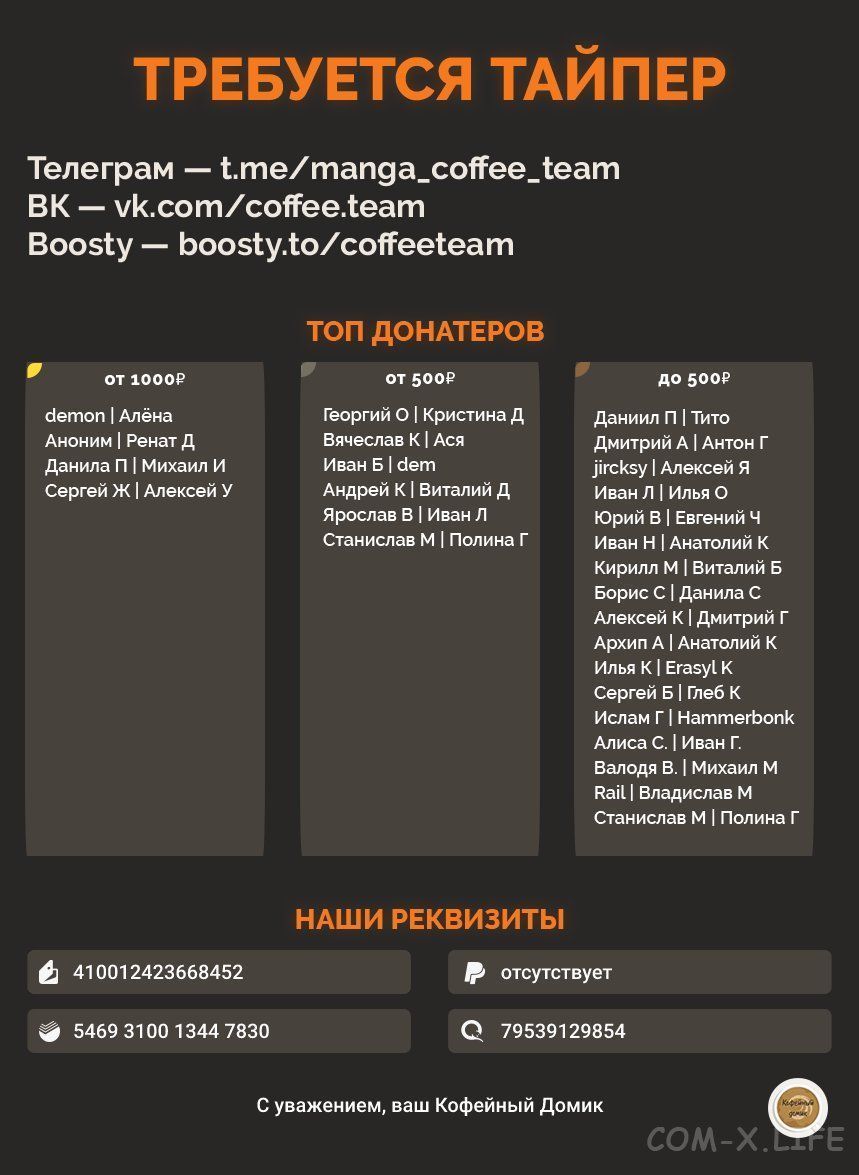 ТРЕБУЕТСЯ ТАЙПЕР
Телеграм — t.me/manga_coffee_team
ВК — vk.com/coffee.team
Boosty — boosty.to/coffeeteam
ТОП ДОНАТЕРОВ
от 1000₽
demon | Алёна
Аноним | Ренат Д
Данила П | Михаил И
Сергей Ж | Алексей У
от 500₽
Георгий О | Кристина Д
Вячеслав К | Ася
Иван Б | dem
Андрей К | Виталий Д
Ярослав В | Иван Л
Станислав М | Полина Г
до 500₽
Даниил П | Тито
Дмитрий А | Антон Г
jircksy | Алексей Я
Иван Л | Илья О
Юрий В | Евгений Ч
Иван Н | Анатолий К
Кирилл М | Виталий Б
Борис С | Данила С
Алексей К | Дмитрий Г
Архип А | Анатолий К
Илья К | Erasyl K
Сергей Б | Глеб К
Ислам Г | Hammerbonk
Алиса С. | Иван Г.
Валодя В. | Михаил М
Rail | Владислав М
Станислав М | Полина Г
НАШИ РЕКВИЗИТЫ
410012423668452
отсутствует
5469 3100 1344 7830
79539129854
С уважением, ваш Кофейный Домик
Кофейный
домик
COM-X.LIFE